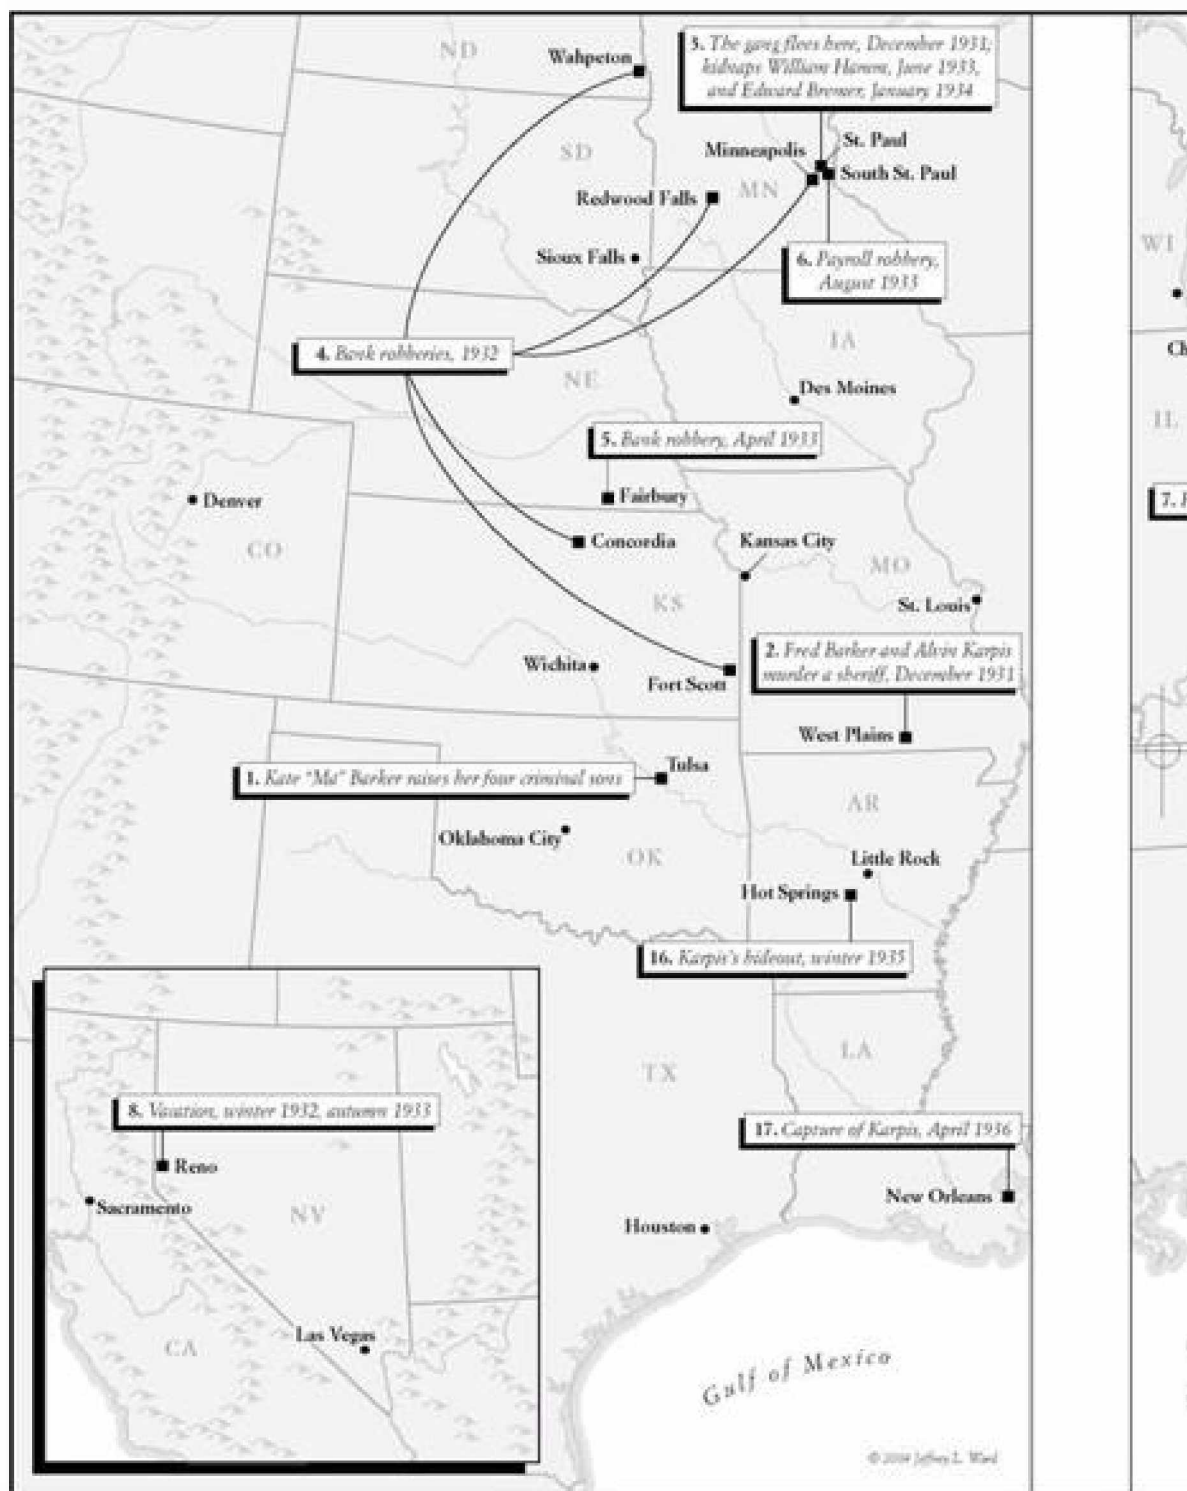 ND
Wahpeton
3. The gang flees here, December 1931;
kidnaps William Hamm, June 1933,
and Edward Bremer, January 1934
SD
Minneapolis
St. Paul
South St. Paul
MN
Redwood Falls
WI
Sioux Falls
6. Payroll robbery,
August 1933
4. Bank robberies, 1932
IA
Ch
NE
Des Moines
IL
5. Bank robbery, April 1933
Denver
Fairbury
7.
CO
Concordia
Kansas City
MO
KS
St. Louis
2. Fred Barker and Alvin Karpis
murder a sheriff, December 1931
Wichita
Fort Scott
West Plains
1. Kate "Ma" Barker raises her four criminal sons
Tulsa
AR
Oklahoma City
OK
Little Rock
Hot Springs
16. Karpis's hideout, winter 1935
LA
TX
8. Vacation, winter 1932, autumn 1933
17. Capture of Karpis, April 1936
Reno
Sacramento
NV
New Orleans
Houston
Las Vegas
CA
Gulf of Mexico
© 2004 Jeffrey L. Ward